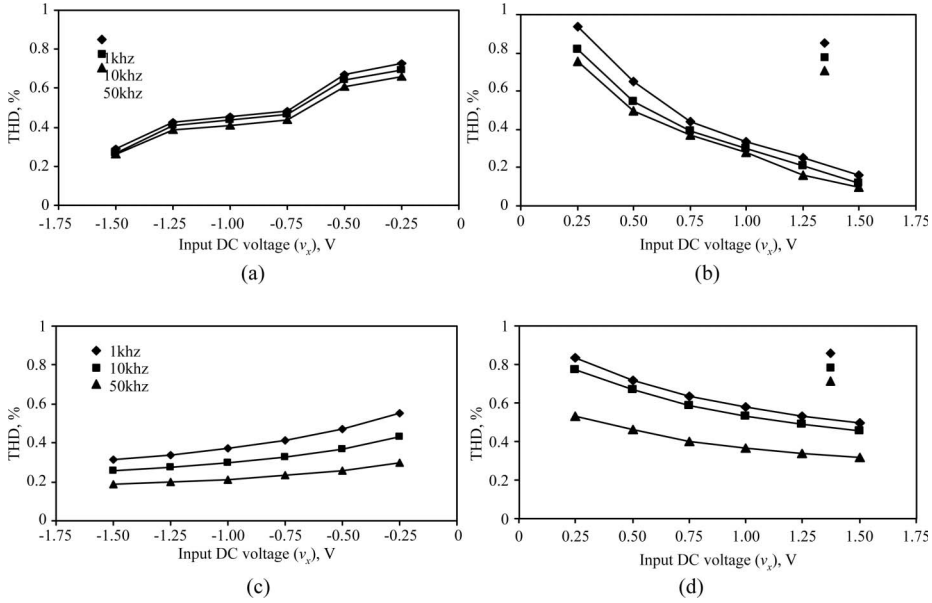 1
0.8
0.6
0.4
0.2
0
THD, %
1khz
10khz
50khz
-1.75 -1.50 -1.25 -1.00 -0.75 -0.50 -0.25 0
Input DC voltage (vx), V
(a)
1
0.8
0.6
0.4
0.2
0
THD, %
0 0.25 0.50 0.75 1.00 1.25 1.50 1.75
Input DC voltage (vx), V
(b)
1
0.8
0.6
0.4
0.2
0
THD, %
1khz
10khz
50khz
-1.75 -1.50 -1.25 -1.00 -0.75 -0.50 -0.25 0
Input DC voltage (vx), V
(c)
1
0.8
0.6
0.4
0.2
0
THD, %
0 0.25 0.50 0.75 1.00 1.25 1.50 1.75
Input DC voltage (vx), V
(d)